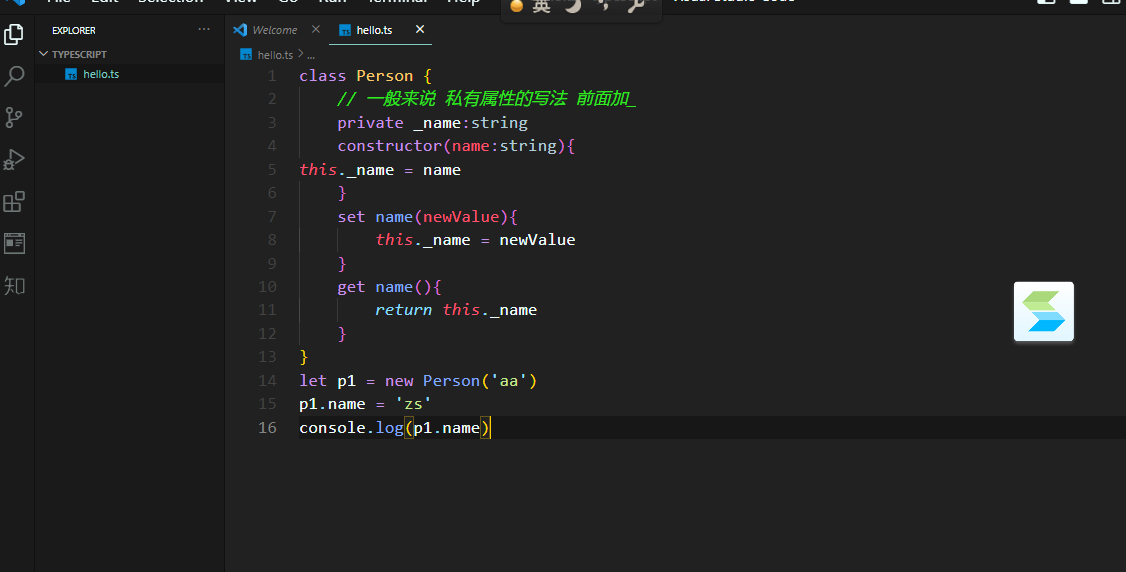 File Edit Selection View Go Run Terminal Help 英 Visual Studio Code
EXPLORER ... Welcome hello.ts
TYPESCRIPT
TS hello.ts
TS hello.ts > ...
1 class Person {
2 // 一般来说 私有属性的写法 前面加_
3 private _name:string
4 constructor(name:string){
5 this._name = name
6 }
7 set name(newValue){
8 this._name = newValue
9 }
10 get name(){
11 return this._name
12 }
13 }
14 let p1 = new Person('aa')
15 p1.name = 'zs'
16 console.log(p1.name)
知